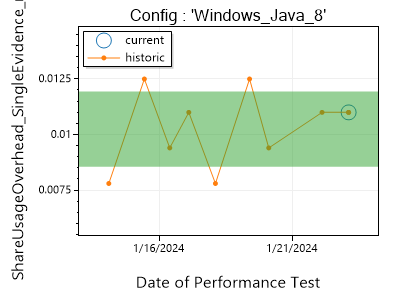 Config : 'Windows_Java_8'
current
historic
0.0125
0.01
0.0075
1/16/2024
1/21/2024
Date of Performance Test
ShareUsageOverhead_SingleEvidence_